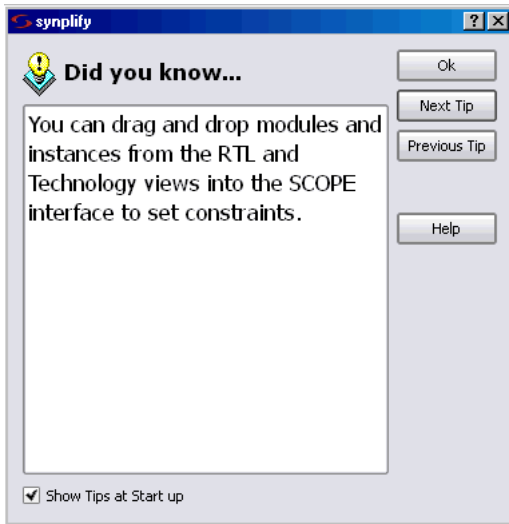 synplify
Did you know...
Ok
Next Tip
Previous Tip
You can drag and drop modules and
instances from the RTL and
Technology views into the SCOPE
interface to set constraints.
Help
Show Tips at Start up